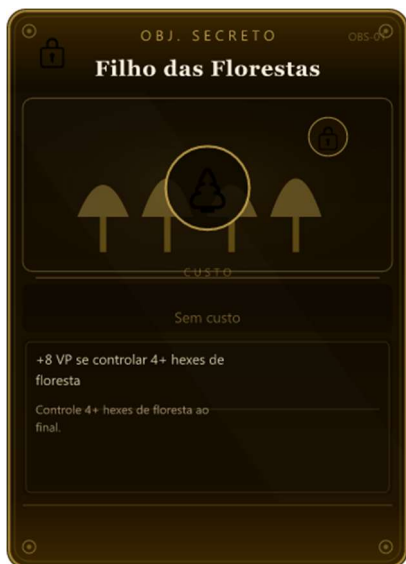 OBJ. SECRETO
OBS-01
Filho das Florestas
CUSTO
Sem custo
+8 VP se controlar 4+ hexes de
floresta
Controle 4+ hexes de floresta ao
final.